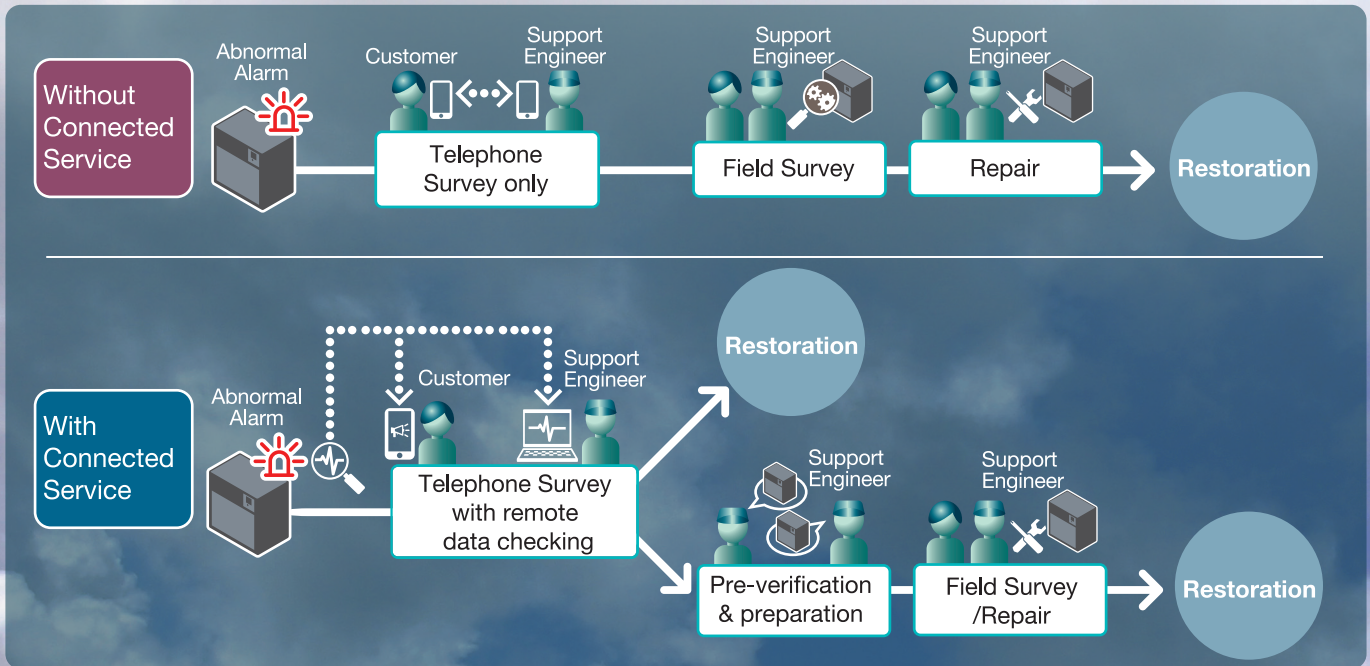 Without
Connected
Service
Abnormal
Alarm
Customer
Support
Engineer
Telephone
Survey only
Support
Engineer
Field Survey
Support
Engineer
Repair
Restoration
With
Connected
Service
Abnormal
Alarm
Customer
Support
Engineer
Telephone Survey
with remote
data checking
Restoration
Support
Engineer
Pre-verification
& preparation
Support
Engineer
Field Survey
/Repair
Restoration